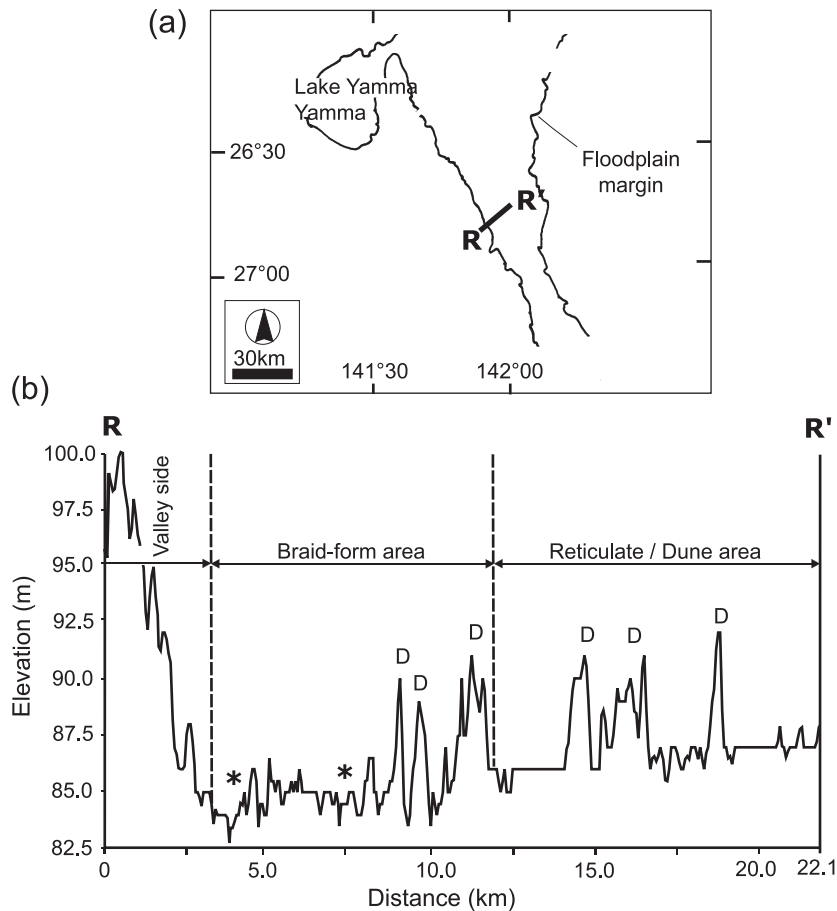 (a)
Lake Yamma
Yamma
26°30
Floodplain
margin
R'
R
27°00
30km
141°30
142°00
(b)
R
R'
100.0
97.5
95.0
92.5
90.0
87.5
85.0
82.5
Elevation (m)
Valley side
Braid-form area
Reticulate / Dune area
D
D
D
D
D
D
*
*
0
5.0
10.0
15.0
20.0
22.1
Distance (km)